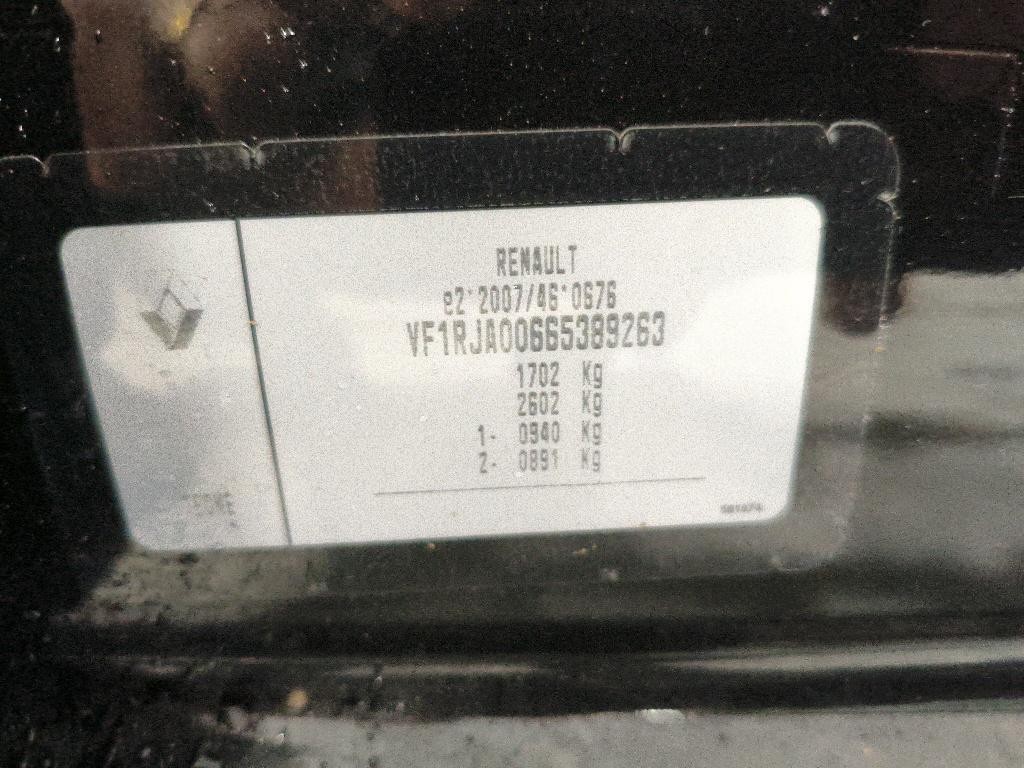 RENAULT
e2*2007/46*0676
VF1RJA00665389263
1702 Kg
2602 Kg
1- 0940 Kg
2- 0891 Kg